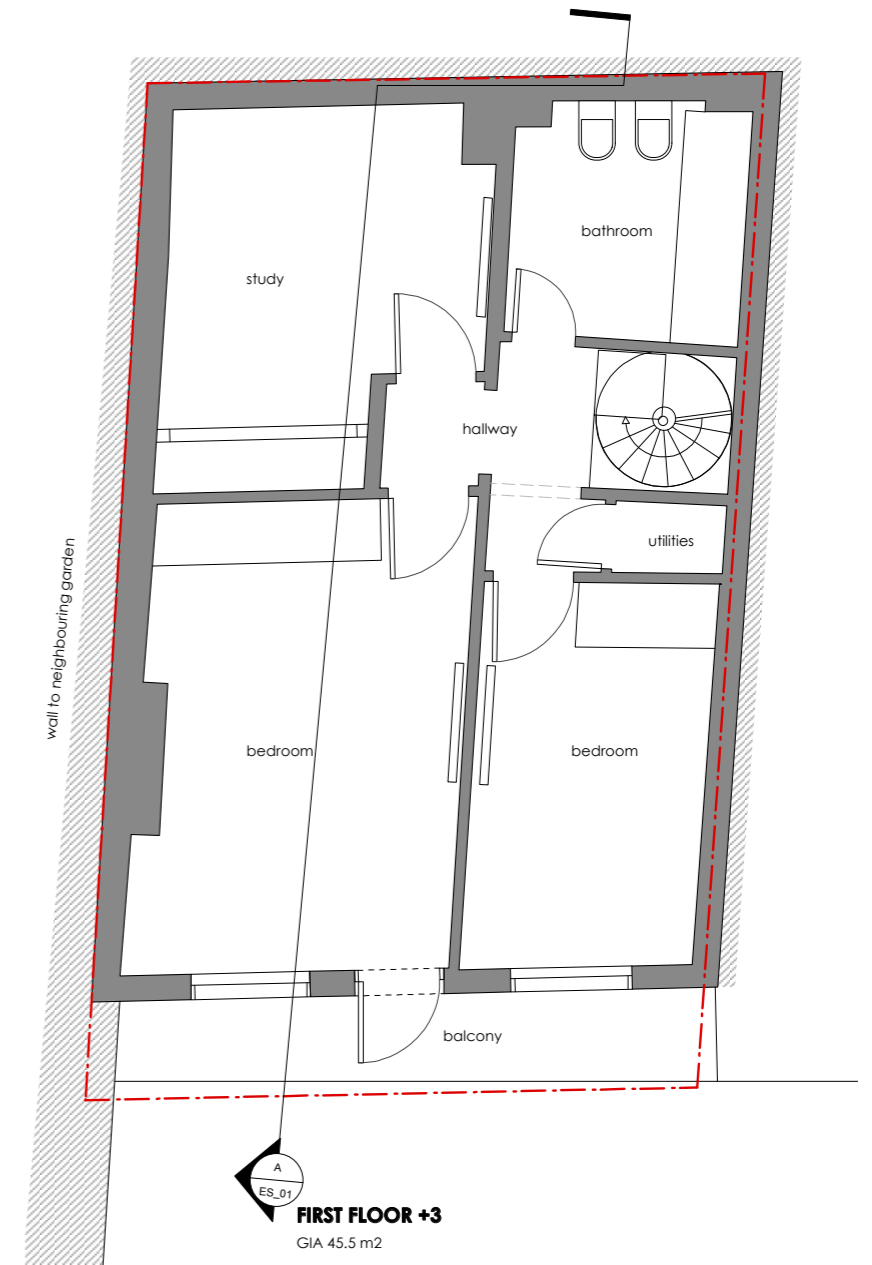 bathroom
study
hallway
utilities
wall to neighbouring garden
bedroom
bedroom
balcony
A
ES_01
FIRST FLOOR +3
GIA 45.5 m2